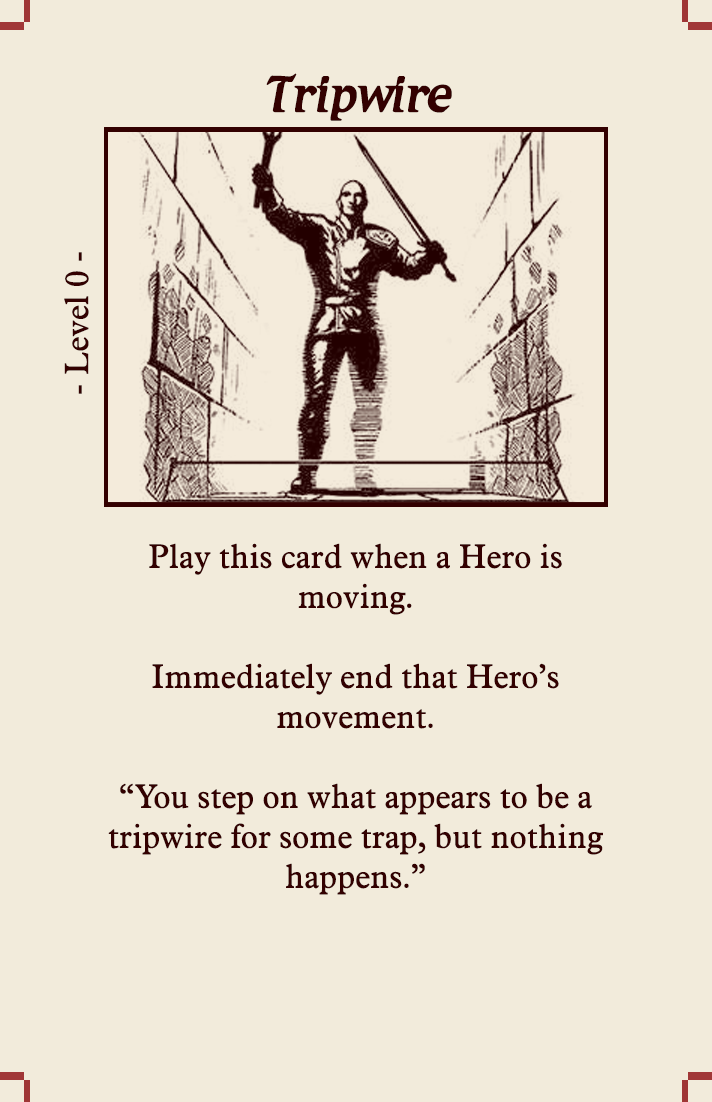 Tripwire
- Level 0 -
Play this card when a Hero is
moving.
Immediately end that Hero’s
movement.
“You step on what appears to be a
tripwire for some trap, but nothing
happens.”